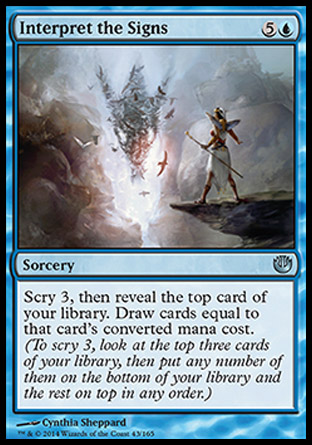 Interpret the Signs 5
Sorcery
Scry 3, then reveal the top card of
your library. Draw cards equal to
that card's converted mana cost.
(To scry 3, look at the top three cards
of your library, then put any number of
them on the bottom of your library and
the rest on top in any order.)
Cynthia Sheppard
™ & © 2014 Wizards of the Coast 43/165